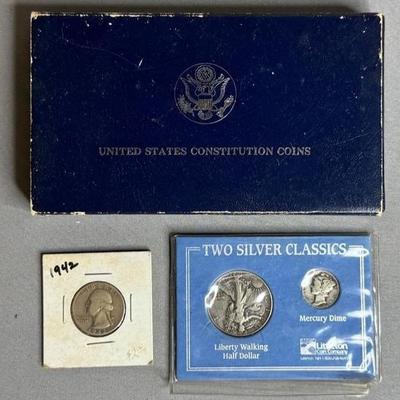 UNITED STATES CONSTITUTION COINS
1942
TWO SILVER CLASSICS
Liberty Walking
Half Dollar
Mercury Dime
Littleton
Coin Company